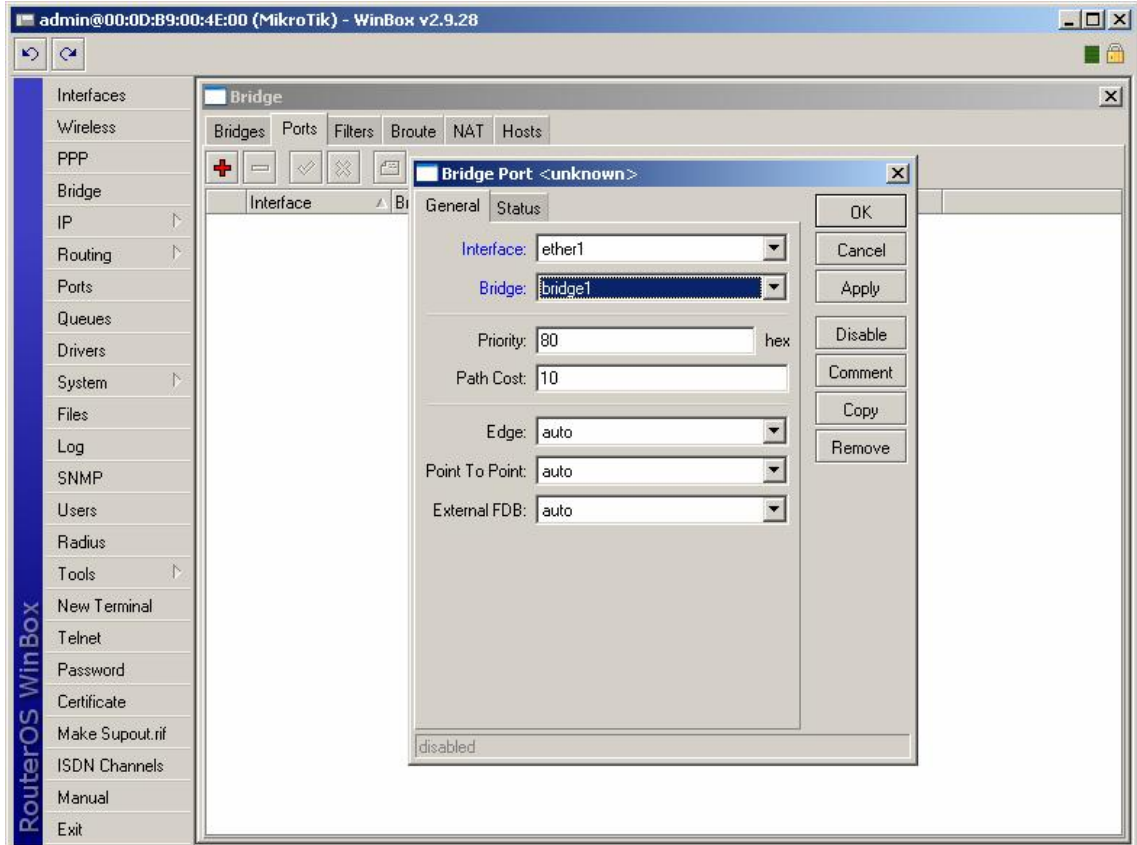 admin@00:0D:B9:00:4E:00 (MikroTik) - WinBox v2.9.28
RouterOS WinBox
Interfaces
Wireless
PPP
Bridge
IP
Routing
Ports
Queues
Drivers
System
Files
Log
SNMP
Users
Radius
Tools
New Terminal
Telnet
Password
Certificate
Make Supout.rif
ISDN Channels
Manual
Exit
Bridge
Bridges Ports Filters Broute NAT Hosts
Interface
Bridge Port <unknown>
General Status
Interface: ether1
Bridge: bridge1
Priority: 80 hex
Path Cost: 10
Edge: auto
Point To Point: auto
External FDB: auto
OK
Cancel
Apply
Disable
Comment
Copy
Remove
disabled